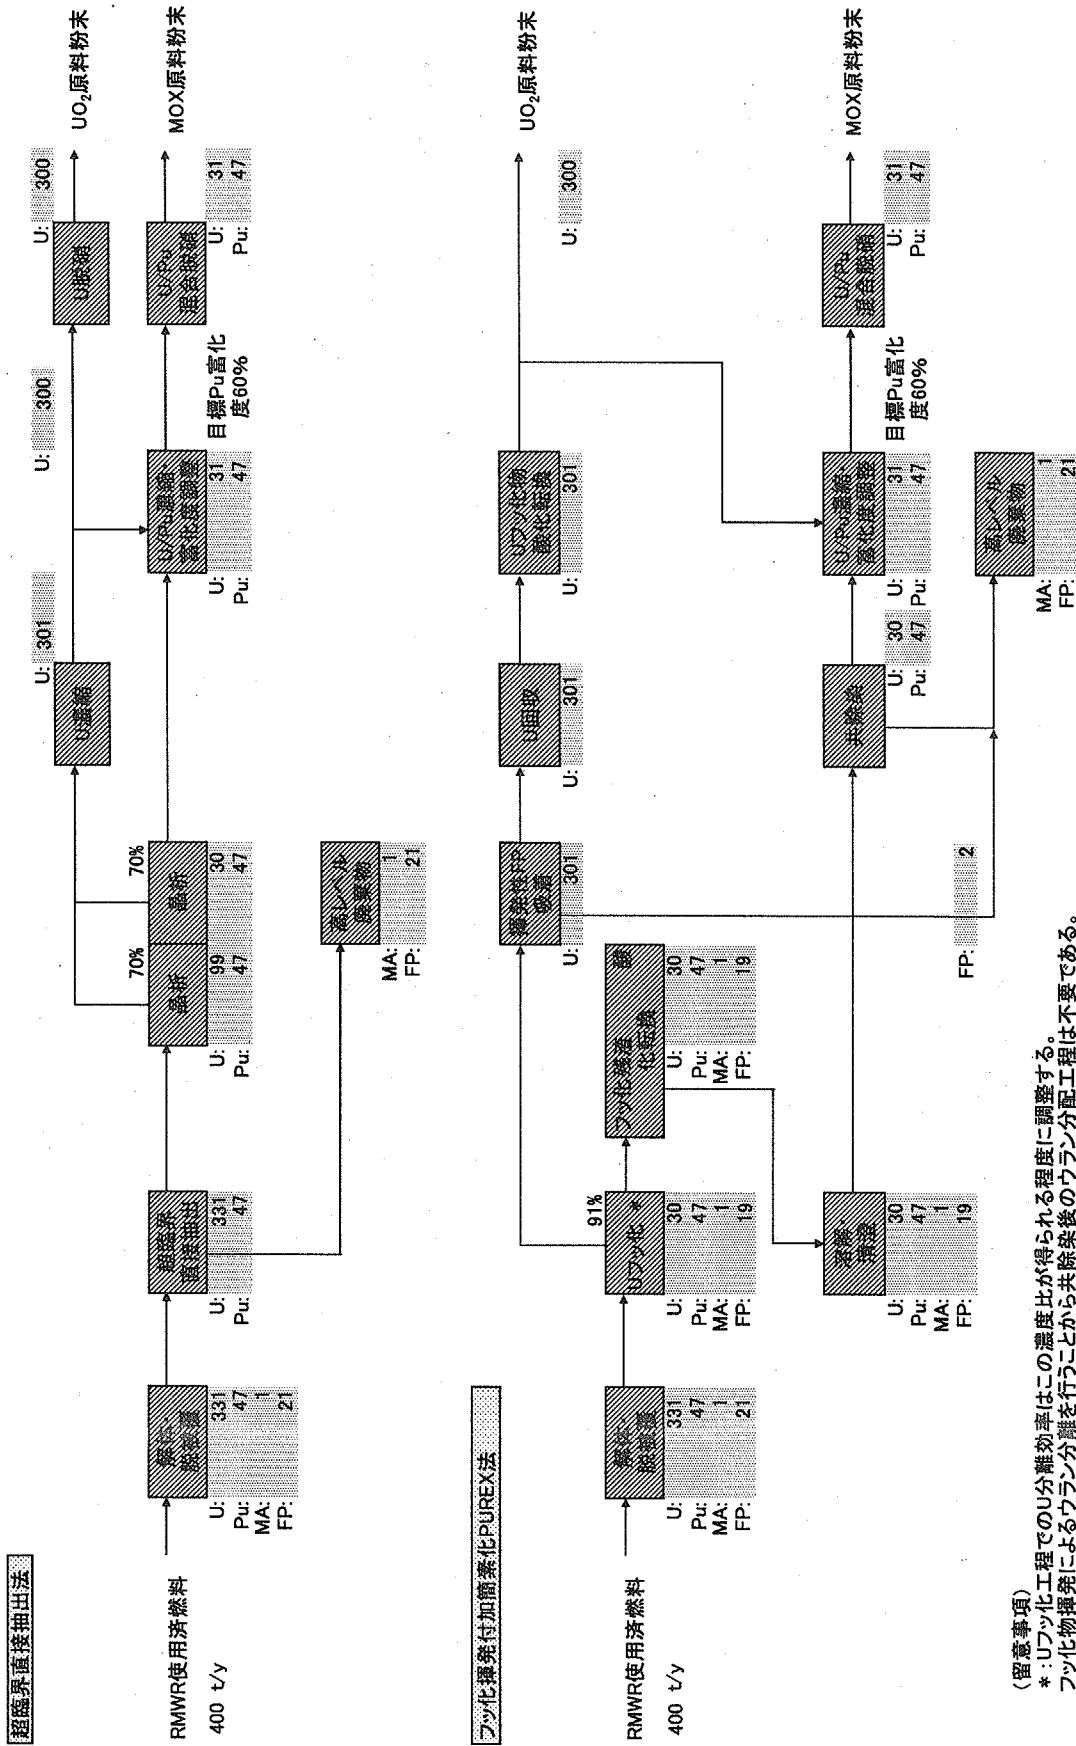 超臨界直接抽出法
RMWR使用済燃料
400 t/y
解体・
脱被覆
U: 331
Pu: 47
MA: 1
FP: 21
超臨界
直接抽出
U: 331
Pu: 47
70%
晶析
U: 99
Pu: 47
70%
晶析
30
47
高レベル
廃棄物
MA: 1
FP: 21
U濃縮
U: 301
U: 300
U/Pu濃縮・
富化度調整
U: 31
Pu: 47
目標Pu富化
度60%
U脱硝
U: 300
UO₂原料粉末
U/Pu
混合脱硝
U: 31
Pu: 47
MOX原料粉末
フッ化揮発付加簡素化PUREX法
RMWR使用済燃料
400 t/y
解体・
脱被覆
U: 331
Pu: 47
MA: 1
FP: 21
91%
Uフッ化 *
U: 30
Pu: 47
MA: 1
FP: 19
フッ化残渣 酸
化転換
U: 30
Pu: 47
MA: 1
FP: 19
揮発性FP
吸着
U: 301
U回収
U: 301
Uフッ化物
酸化転換
U: 301
U: 300
UO₂原料粉末
溶解・
清澄
U: 30
Pu: 47
MA: 1
FP: 19
共除染
U: 30
Pu: 47
U/Pu濃縮・
富化度調整
U: 31
Pu: 47
目標Pu富化
度60%
U/Pu
混合脱硝
U: 31
Pu: 47
MOX原料粉末
FP: 2
高レベル
廃棄物
MA: 1
FP: 21
(留意事項)
*:Uフッ化工程でのU分離効率はこの濃度比が得られる程度に調整する。
フッ化物揮発によるウラン分離を行うことから共除染後のウラン分配工程は不要である。